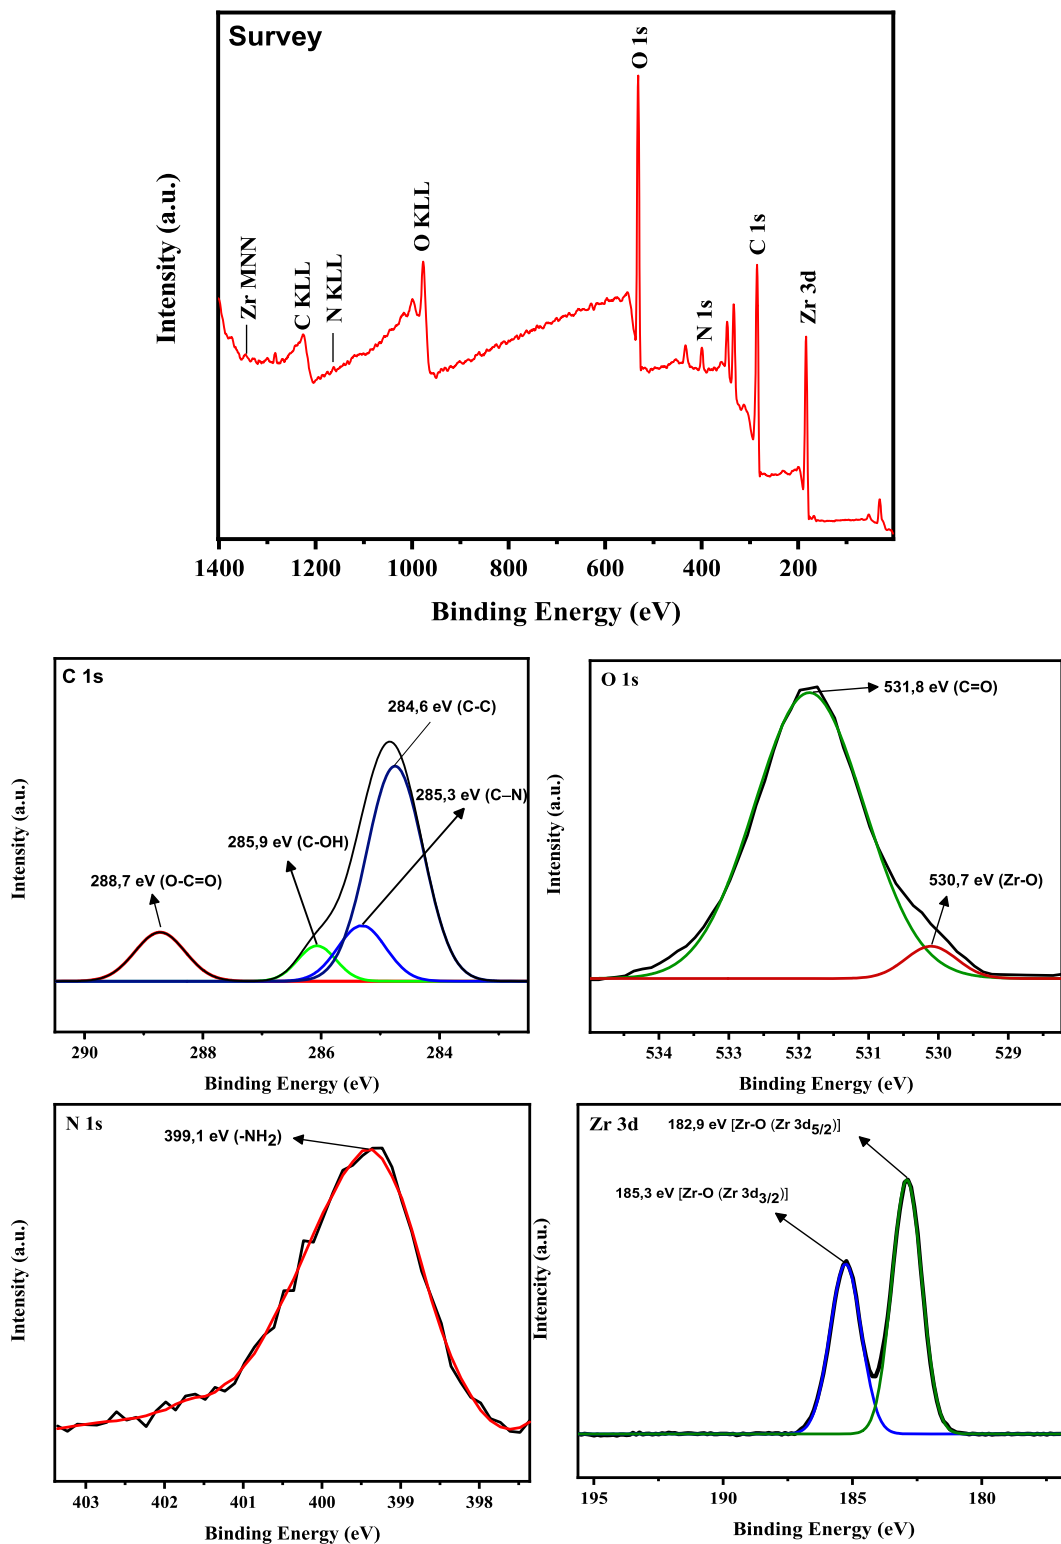 Survey
O 1s
O KLL
C 1s
Zr MNN
C KLL
N KLL
N 1s
Zr 3d
Intensity (a.u.)
1400 1200 1000 800 600 400 200
Binding Energy (eV)
C 1s
284,6 eV (C-C)
285,3 eV (C–N)
285,9 eV (C-OH)
288,7 eV (O-C=O)
Intensity (a.u.)
290 288 286 284
Binding Energy (eV)
O 1s
531,8 eV (C=O)
530,7 eV (Zr-O)
Intensity (a.u.)
534 533 532 531 530 529
Binding Energy (eV)
N 1s
399,1 eV (-NH2)
Intensity (a.u.)
403 402 401 400 399 398
Binding Energy (eV)
Zr 3d
182,9 eV [Zr-O (Zr 3d5/2)]
185,3 eV [Zr-O (Zr 3d3/2)]
Intencity (a.u.)
195 190 185 180
Binding Energy (eV)